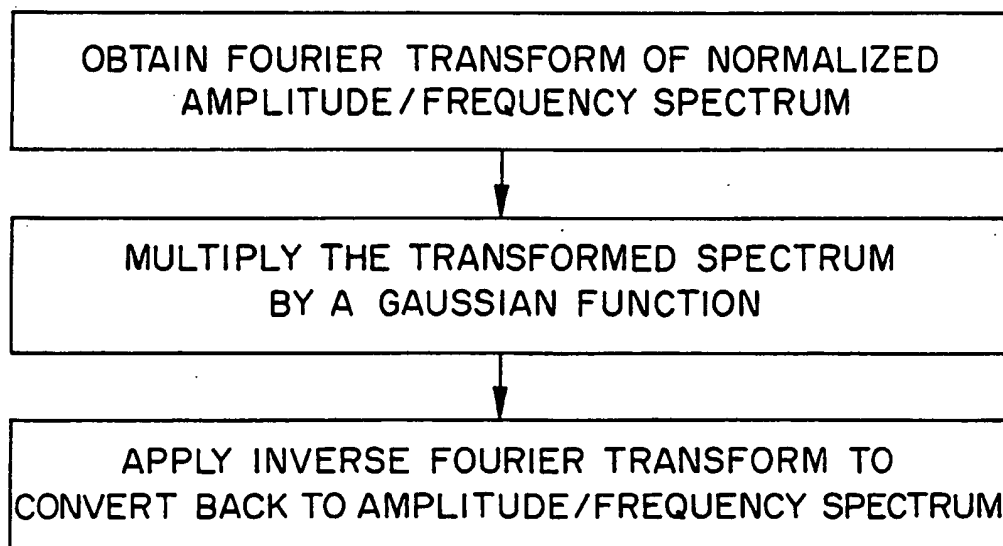 OBTAIN FOURIER TRANSFORM OF NORMALIZED
AMPLITUDE/FREQUENCY SPECTRUM
MULTIPLY THE TRANSFORMED SPECTRUM
BY A GAUSSIAN FUNCTION
APPLY INVERSE FOURIER TRANSFORM TO
CONVERT BACK TO AMPLITUDE/FREQUENCY SPECTRUM